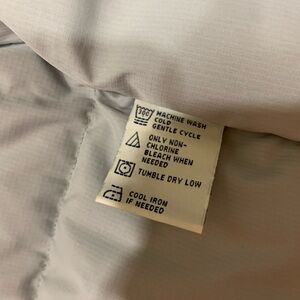 MACHINE WASH
COLD
GENTLE CYCLE
ONLY NON-
CHLORINE
BLEACH WHEN
NEEDED
TUMBLE DRY LOW
COOL IRON
IF NEEDED